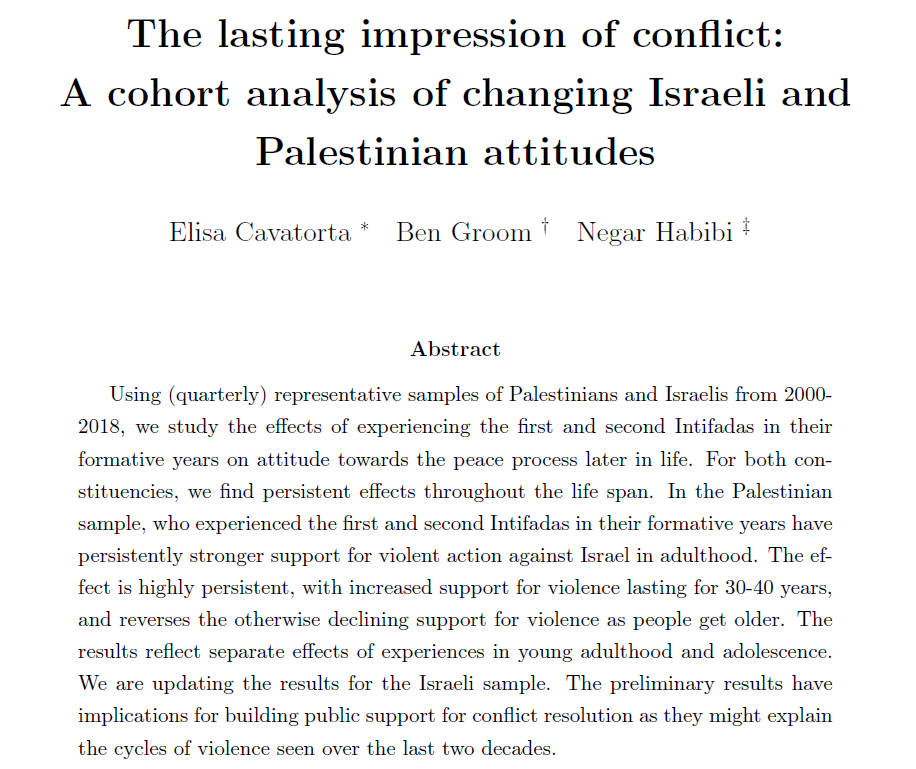 The lasting impression of conflict:
A cohort analysis of changing Israeli and
Palestinian attitudes
Elisa Cavatorta * Ben Groom † Negar Habibi ‡
Abstract
Using (quarterly) representative samples of Palestinians and Israelis from 2000-
2018, we study the effects of experiencing the first and second Intifadas in their
formative years on attitude towards the peace process later in life. For both con-
stituencies, we find persistent effects throughout the life span. In the Palestinian
sample, who experienced the first and second Intifadas in their formative years have
persistently stronger support for violent action against Israel in adulthood. The ef-
fect is highly persistent, with increased support for violence lasting for 30-40 years,
and reverses the otherwise declining support for violence as people get older. The
results reflect separate effects of experiences in young adulthood and adolescence.
We are updating the results for the Israeli sample. The preliminary results have
implications for building public support for conflict resolution as they might explain
the cycles of violence seen over the last two decades.